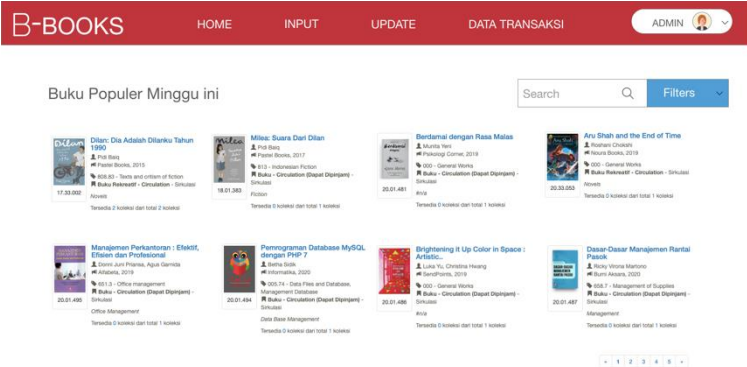 B-BOOKS
HOME
INPUT
UPDATE
DATA TRANSAKSI
ADMIN
Buku Populer Minggu ini
Search
Filters
Dilan
17.33.002
Dilan: Dia Adalah Dilanku Tahun
1990
Pidi Baiq
Pastel Books, 2015
808.83 - Texts and critism of fiction
Buku Rekreatif - Circulation - Sirkulasi
Novels
Tersedia 2 koleksi dari total 2 koleksi
Milea
18.01.383
Milea: Suara Dari Dilan
Pidi Baiq
Pastel Books, 2017
813 - Indonesian Fiction
Buku - Circulation (Dapat Dipinjam) -
Sirkulasi
Fiction
Tersedia 0 koleksi dari total 1 koleksi
Berdamai
20.01.481
Berdamai dengan Rasa Malas
Munita Yeni
Psikologi Corner, 2019
000 - General Works
Buku - Circulation (Dapat Dipinjam) -
Sirkulasi
#n/a
Tersedia 0 koleksi dari total 1 koleksi
Aru Shah
20.33.053
Aru Shah and the End of Time
Roshani Chokshi
Noura Books, 2019
000 - General Works
Buku Rekreatif - Circulation - Sirkulasi
Novels
Tersedia 0 koleksi dari total 1 koleksi
20.01.495
Manajemen Perkantoran : Efektif,
Efisien dan Profesional
Donni Juni Priansa, Agus Garnida
Alfabeta, 2019
651.3 - Office management
Buku - Circulation (Dapat Dipinjam) -
Sirkulasi
Office Management
Tersedia 0 koleksi dari total 1 koleksi
20.01.494
Pemrograman Database MySQL
dengan PHP 7
Betha Sidik
Informatika, 2020
005.74 - Data Files and Database,
Management Database
Buku - Circulation (Dapat Dipinjam) -
Sirkulasi
Data Base Management
Tersedia 0 koleksi dari total 1 koleksi
20.01.486
Brightening it Up Color in Space :
Artistic..
Luka Yu, Christina Hwang
SendPoints, 2019
000 - General Works
Buku - Circulation (Dapat Dipinjam) -
Sirkulasi
#n/a
Tersedia 0 koleksi dari total 1 koleksi
20.01.487
Dasar-Dasar Manajemen Rantai
Pasok
Ricky Virona Martono
Bumi Aksara, 2020
658.7 - Management of Supplies
Buku - Circulation (Dapat Dipinjam) -
Sirkulasi
Management
Tersedia 0 koleksi dari total 1 koleksi
« 1 2 3 4 5 »